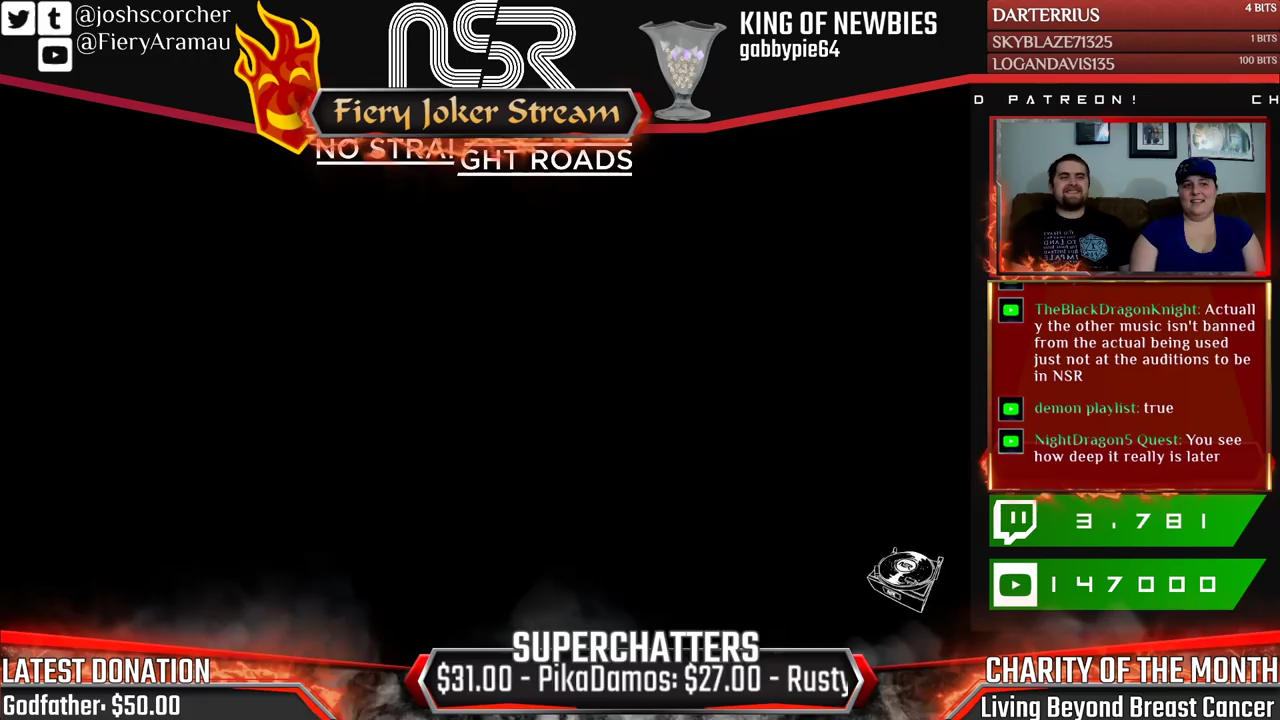 @joshscorcher
@FieryAramau
NSR
Fiery Joker Stream
NO STRAIGHT ROADS
KING OF NEWBIES
gabbypie64
DARTERRIUS 4 BITS
SKYBLAZE71325 1 BITS
LOGANDAVIS135 100 BITS
D PATREON! CH
TheBlackDragonKnight: Actuall
y the other music isn't banned
from the actual being used
just not at the auditions to be
in NSR
demon playlist: true
NightDragon5 Quest: You see
how deep it really is later
3,781
147000
SUPERCHATTERS
$31.00 - PikaDamos: $27.00 - Rusty
LATEST DONATION
Godfather: $50.00
CHARITY OF THE MONTH
Living Beyond Breast Cancer